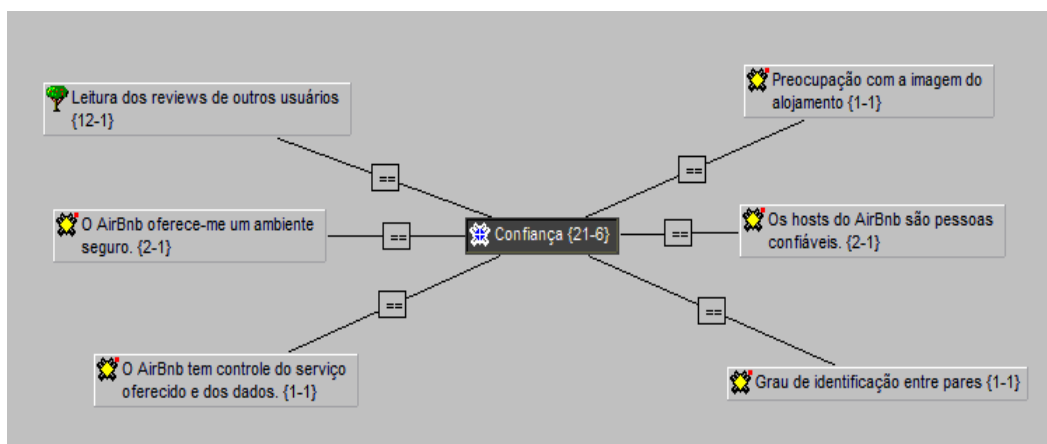 Leitura dos reviews de outros usuários
{12-1}
Preocupação com a imagem do
alojamento {1-1}
==
==
O AirBnb oferece-me um ambiente
seguro. {2-1}
==
Confiança {21-6}
==
Os hosts do AirBnb são pessoas
confiáveis. {2-1}
==
==
O AirBnb tem controle do serviço
oferecido e dos dados. {1-1}
Grau de identificação entre pares {1-1}